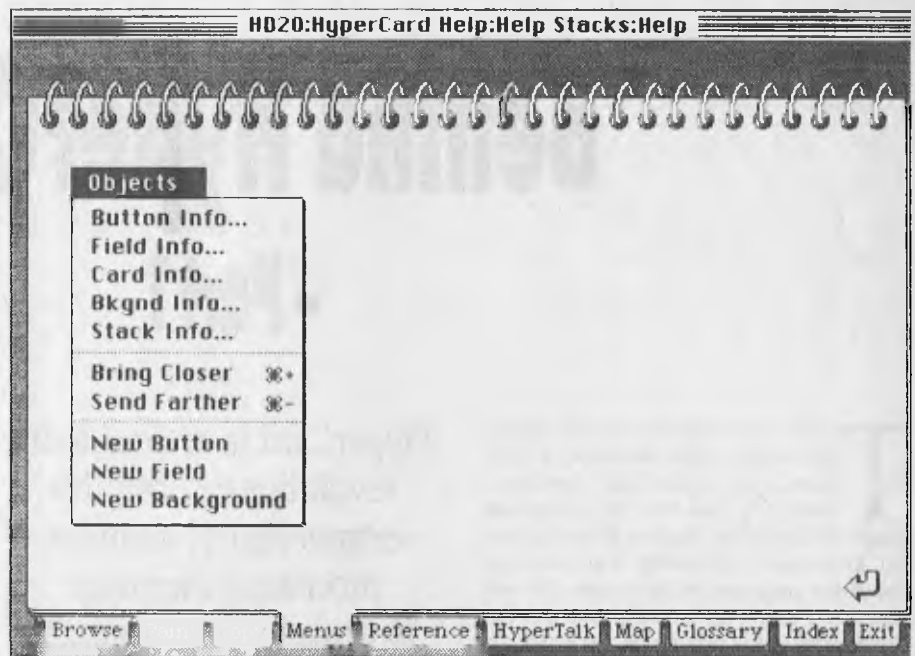 HD20:HyperCard Help:Help Stacks:Help
Objects
Button Info...
Field Info...
Card Info...
Bkgnd Info...
Stack Info...
Bring Closer ⌘+
Send Farther ⌘-
New Button
New Field
New Background
Browse Menus Reference HyperTalk Map Glossary Index Exit